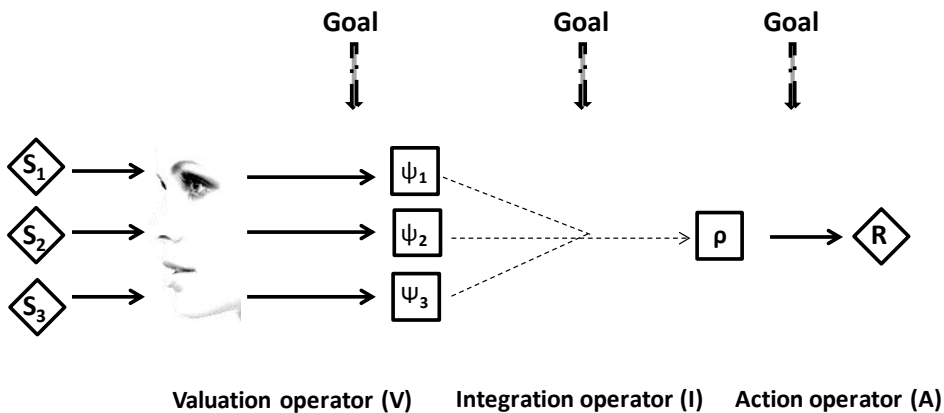 Goal Goal Goal
S₁ ψ₁
S₂ ψ₂ ρ R
S₃ Ψ₃
Valuation operator (V) Integration operator (I) Action operator (A)